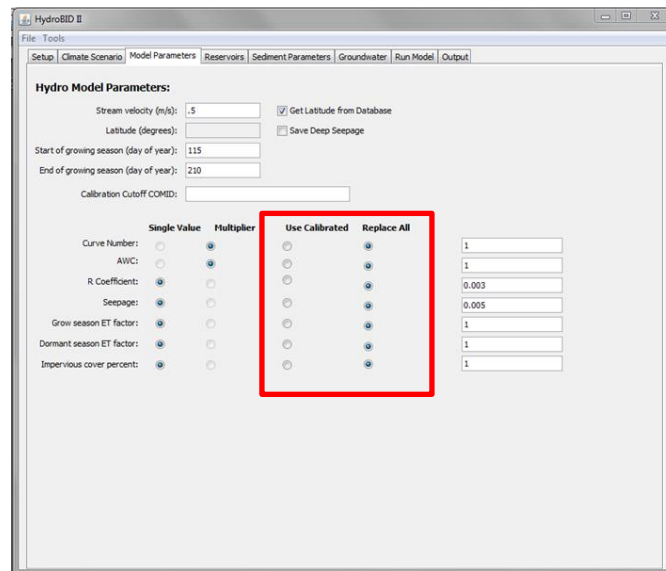 HydroBID II
File Tools
Setup Climate Scenario Model Parameters Reservoirs Sediment Parameters Groundwater Run Model Output
Hydro Model Parameters:
Stream velocity (m/s): .5 Get Latitude from Database
Latitude (degrees): Save Deep Seepage
Start of growing season (day of year): 115
End of growing season (day of year): 210
Calibration Cutoff COMID:
Single Value Multiplier Use Calibrated Replace All
Curve Number: 1
AWC: 1
R Coefficient: 0.003
Seepage: 0.005
Grow season ET factor: 1
Dormant season ET factor: 1
Impervious cover percent: 1